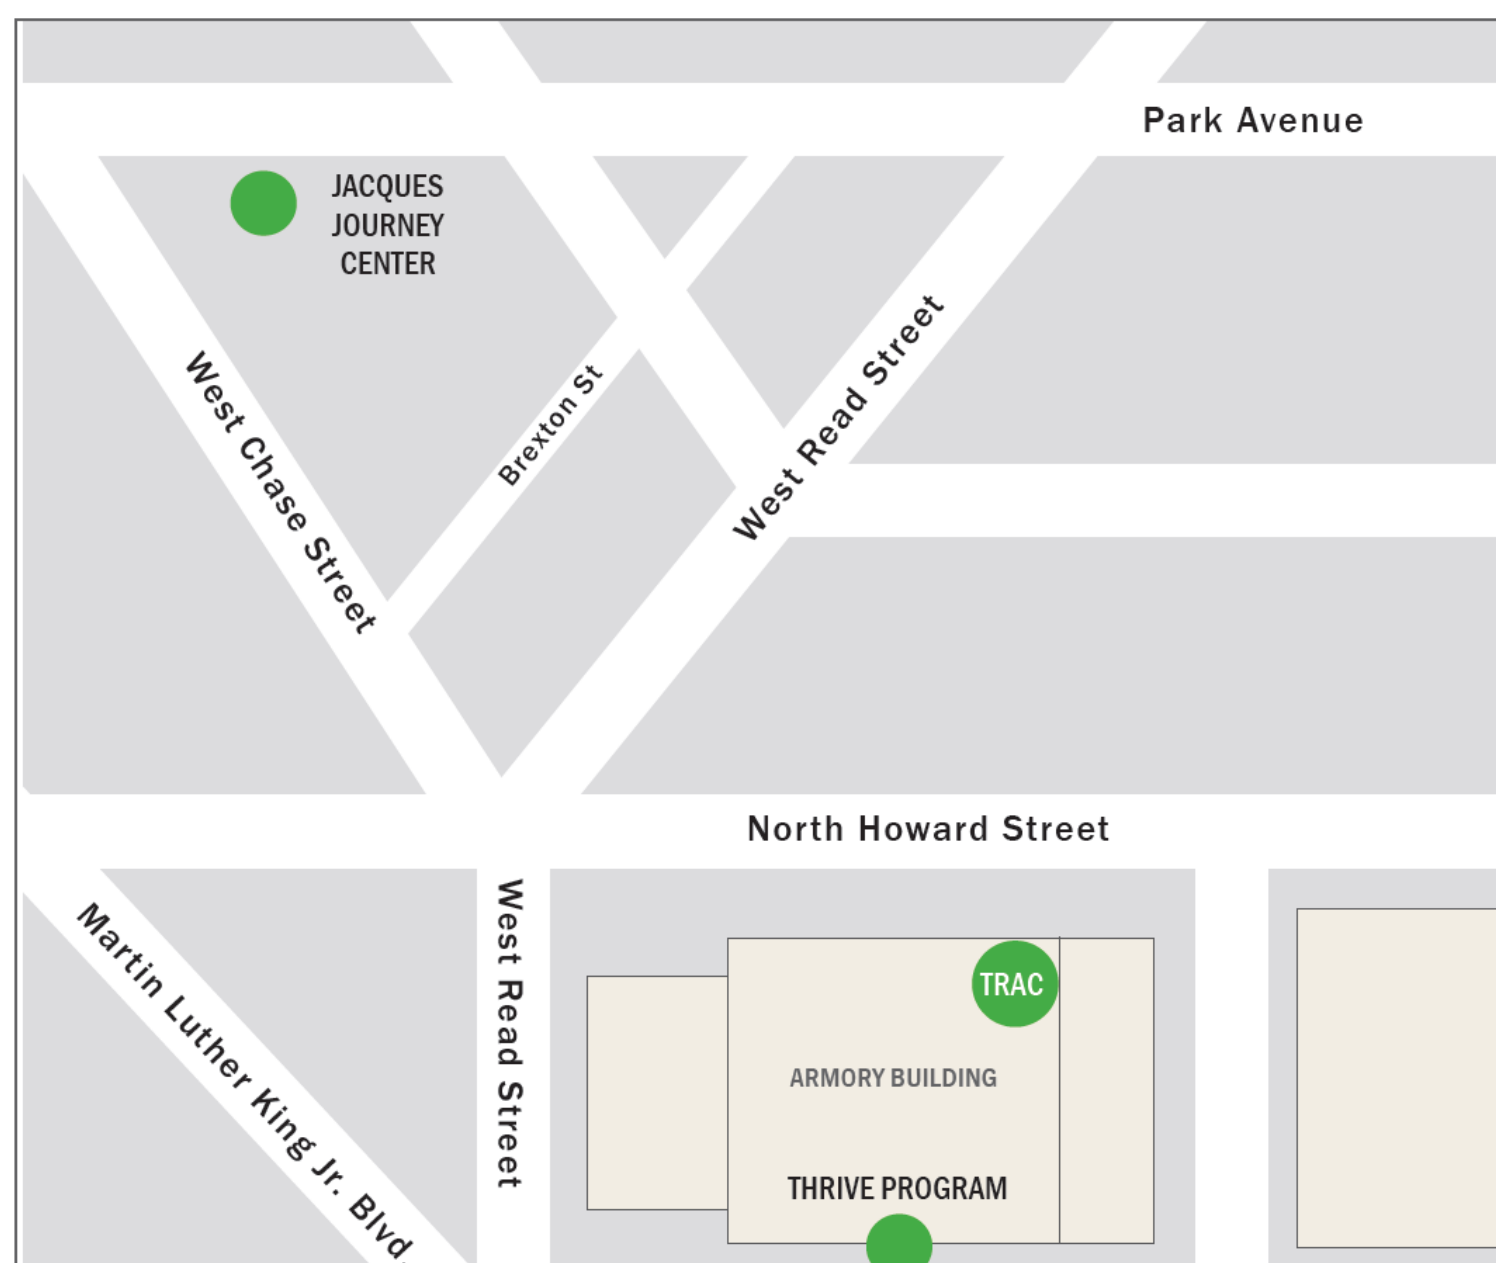 Park Avenue
JACQUES
JOURNEY
CENTER
West Chase Street
Brexton St
West Read Street
North Howard Street
Martin Luther King Jr. Blvd.
West Read Street
TRAC
ARMORY BUILDING
THRIVE PROGRAM